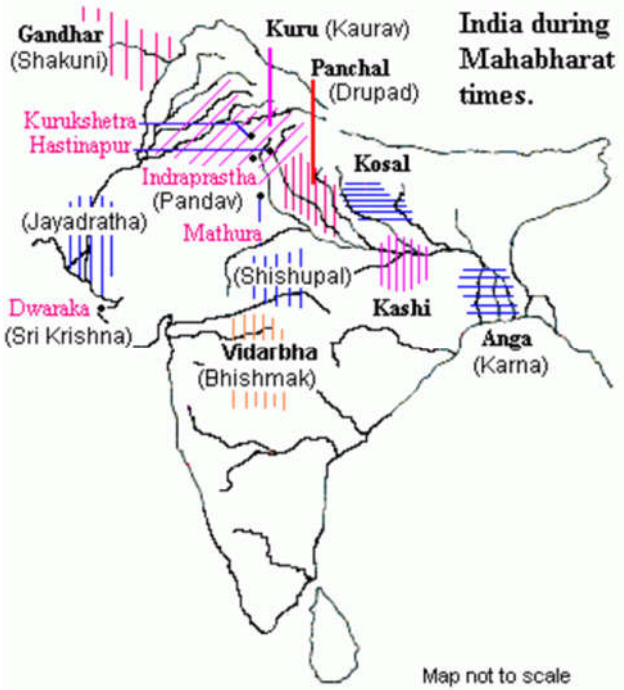 India during
Mahabharat
times.
Gandhar
(Shakuni)
Kuru (Kaurav)
Panchal
(Drupad)
Kurukshetra
Hastinapur
Indraprastha
(Pandav)
Kosal
(Jayadratha)
Mathura
(Shishupal)
Kashi
Dwaraka
(Sri Krishna)
Vidarbha
(Bhishmak)
Anga
(Karna)
Map not to scale